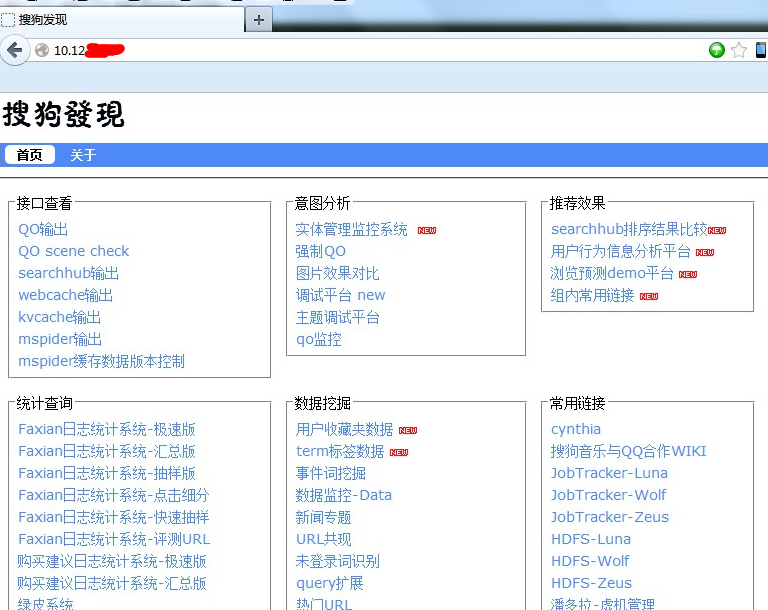 搜狗发现
10.12
搜狗發現
首页 关于
接口查看
QO输出
QO scene check
searchhub输出
webcache输出
kvcache输出
mspider输出
mspider缓存数据版本控制
意图分析
实体管理监控系统 NEW
强制QO
图片效果对比
调试平台 new
主题调试平台
qo监控
推荐效果
searchhub排序结果比较NEW
用户行为信息分析平台 NEW
浏览预测demo平台 NEW
组内常用链接 NEW
统计查询
Faxian日志统计系统-极速版
Faxian日志统计系统-汇总版
Faxian日志统计系统-抽样版
Faxian日志统计系统-点击细分
Faxian日志统计系统-快速抽样
Faxian日志统计系统-评测URL
购买建议日志统计系统-极速版
购买建议日志统计系统-汇总版
绿皮系统
数据挖掘
用户收藏夹数据 NEW
term标签数据 NEW
事件词挖掘
数据监控-Data
新闻专题
URL共现
未登录词识别
query扩展
热门URL
常用链接
cynthia
搜狗音乐与QQ合作WIKI
JobTracker-Luna
JobTracker-Wolf
JobTracker-Zeus
HDFS-Luna
HDFS-Wolf
HDFS-Zeus
潘多拉-虚机管理